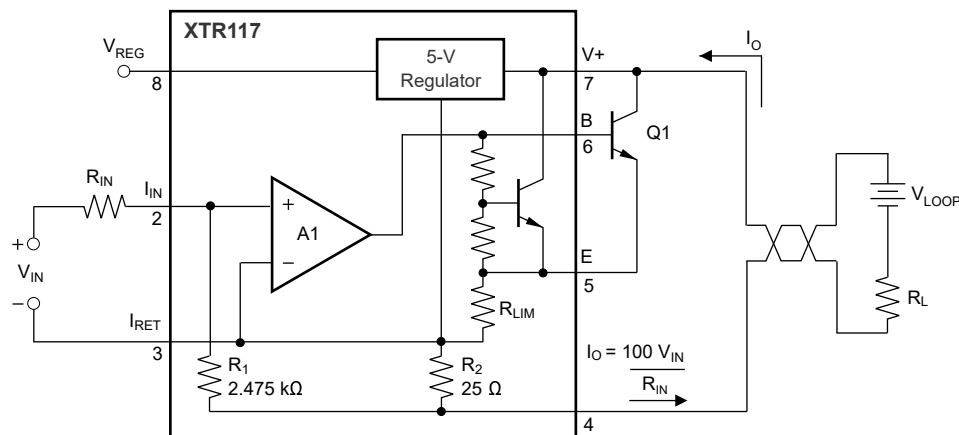 XTR117
V_REG
8
5-V
Regulator
V+
7
I_O
B
6
Q1
R_IN
I_IN
2
+
A1
−
+
V_IN
−
V_LOOP
E
5
R_LIM
R_L
I_RET
3
R_1
2.475 kΩ
R_2
25 Ω
I_O = 100 V_IN
R_IN
4